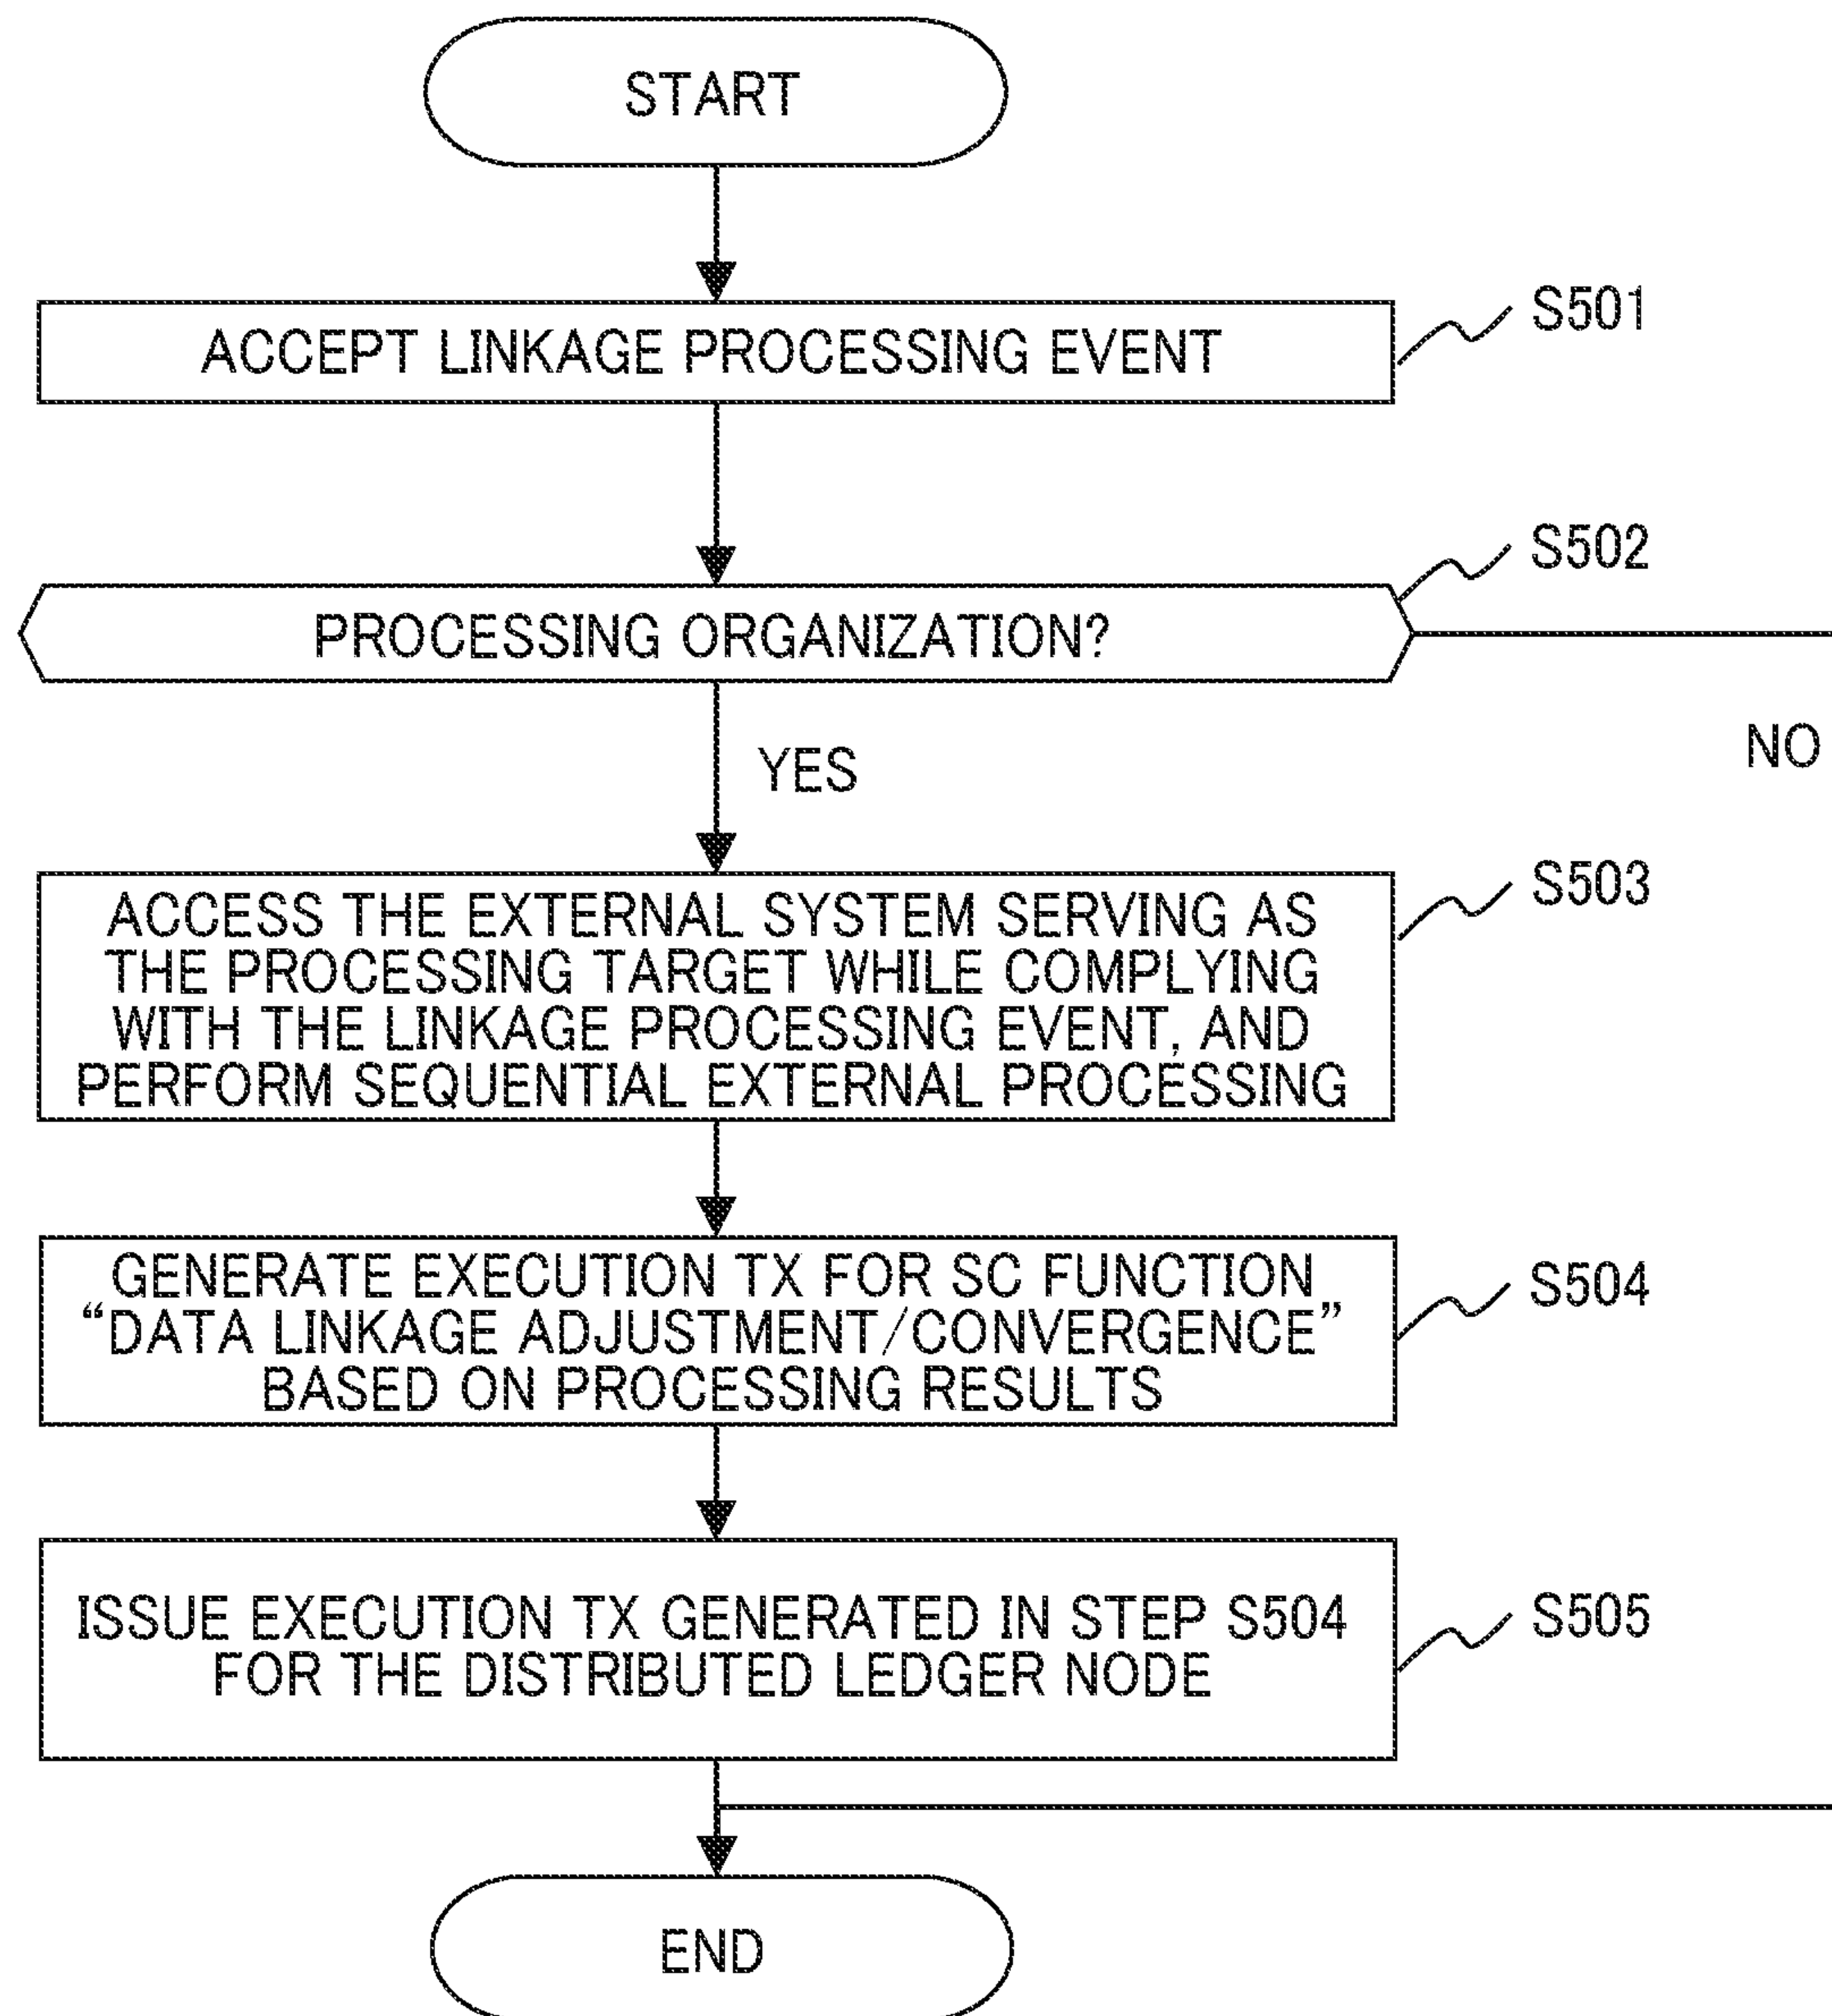 START
ACCEPT LINKAGE PROCESSING EVENT
S501
PROCESSING ORGANIZATION?
S502
YES
NO
ACCESS THE EXTERNAL SYSTEM SERVING AS
THE PROCESSING TARGET WHILE COMPLYING
WITH THE LINKAGE PROCESSING EVENT, AND
PERFORM SEQUENTIAL EXTERNAL PROCESSING
S503
GENERATE EXECUTION TX FOR SC FUNCTION
“DATA LINKAGE ADJUSTMENT/CONVERGENCE”
BASED ON PROCESSING RESULTS
S504
ISSUE EXECUTION TX GENERATED IN STEP S504
FOR THE DISTRIBUTED LEDGER NODE
S505
END